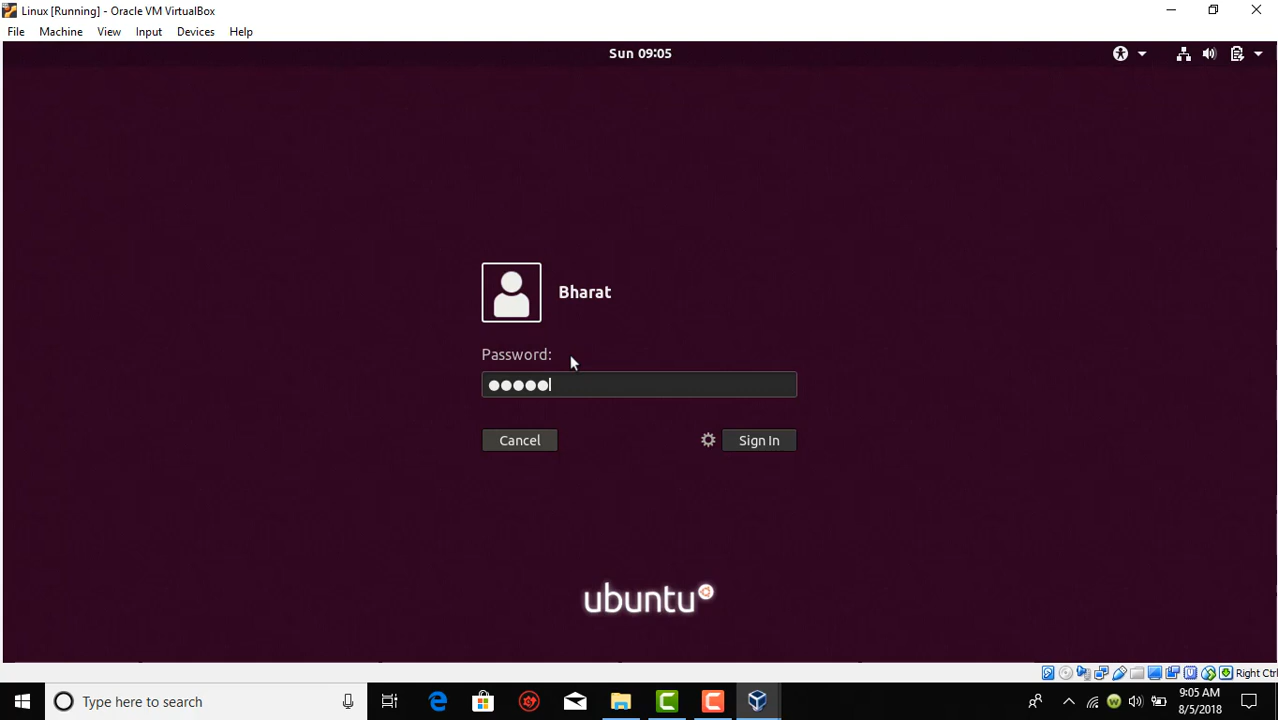 Linux [Running] - Oracle VM VirtualBox
File Machine View Input Devices Help
Sun 09:05
Bharat
Password:
●●●●●
Cancel Sign In
ubuntu
Right Ctrl
Type here to search
9:05 AM
8/5/2018